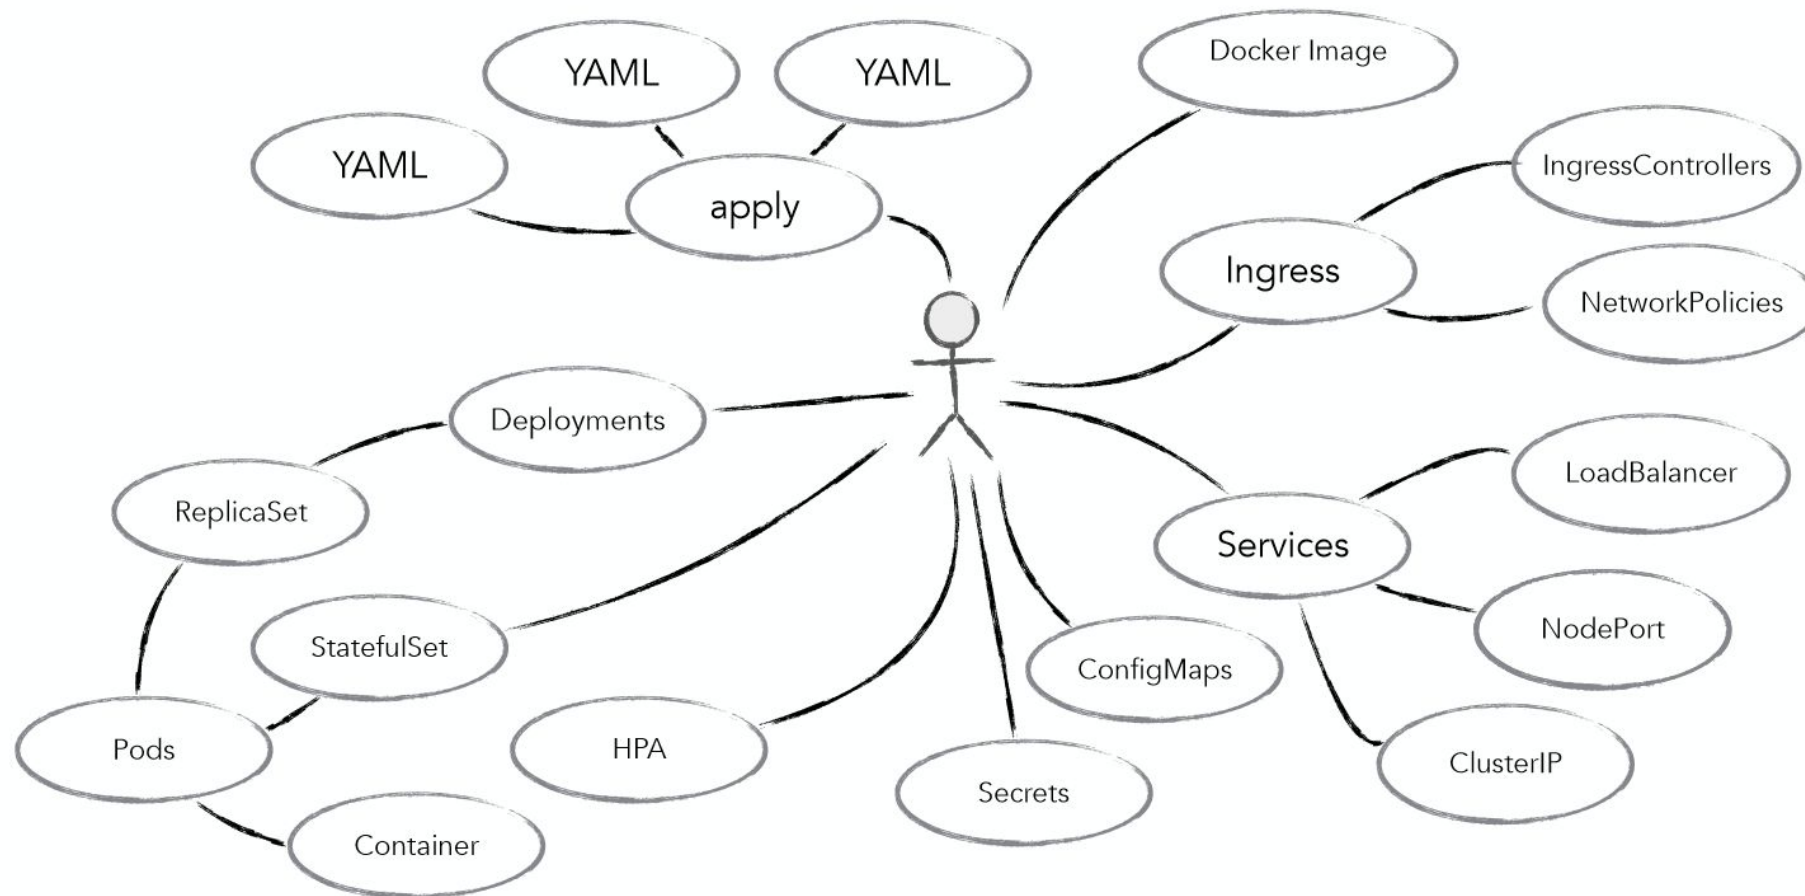 YAML
YAML
YAML
apply
Docker Image
IngressControllers
Ingress
NetworkPolicies
Deployments
ReplicaSet
StatefulSet
Pods
Container
HPA
Secrets
ConfigMaps
Services
LoadBalancer
NodePort
ClusterIP